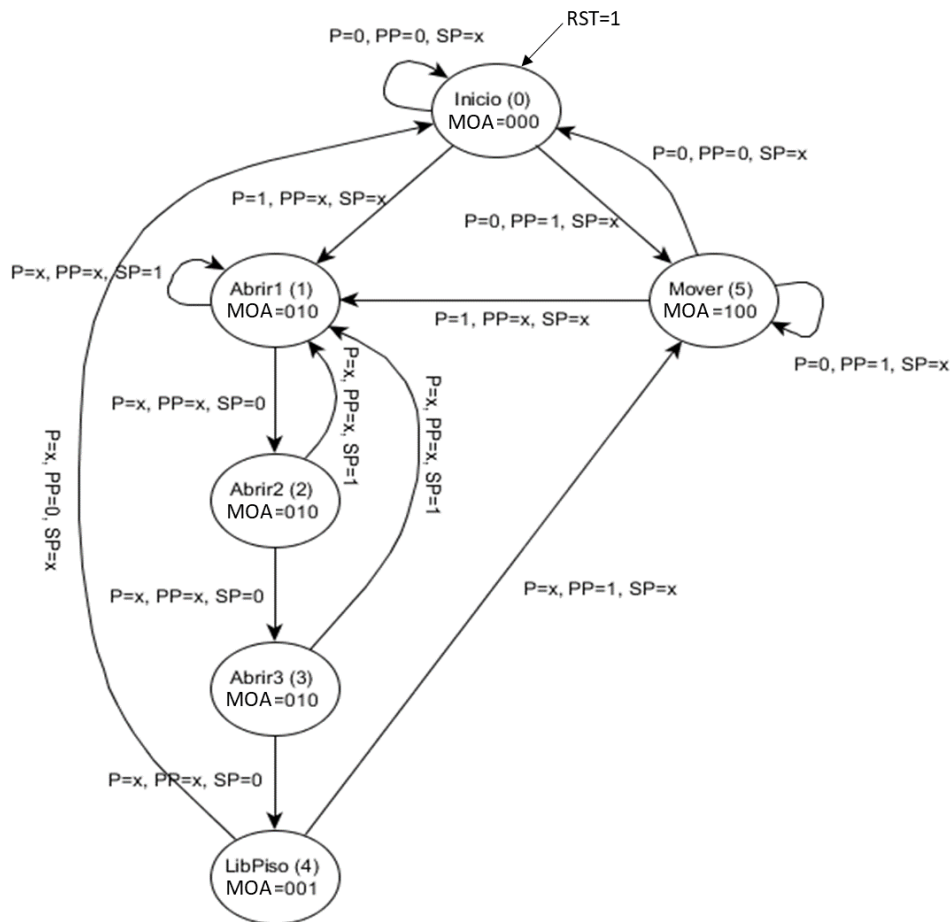 RST=1
P=0, PP=0, SP=x
Inicio (0)
MOA=000
P=0, PP=0, SP=x
P=1, PP=x, SP=x
P=0, PP=1, SP=x
P=x, PP=x, SP=1
Abrir1 (1)
MOA=010
Mover (5)
MOA=100
P=1, PP=x, SP=x
P=0, PP=1, SP=x
P=x, PP=x, SP=0
P=x, PP=x, SP=1
P=x, PP=x, SP=1
P=x, PP=0, SP=x
Abrir2 (2)
MOA=010
P=x, PP=x, SP=0
P=x, PP=1, SP=x
Abrir3 (3)
MOA=010
P=x, PP=x, SP=0
LibPiso (4)
MOA=001